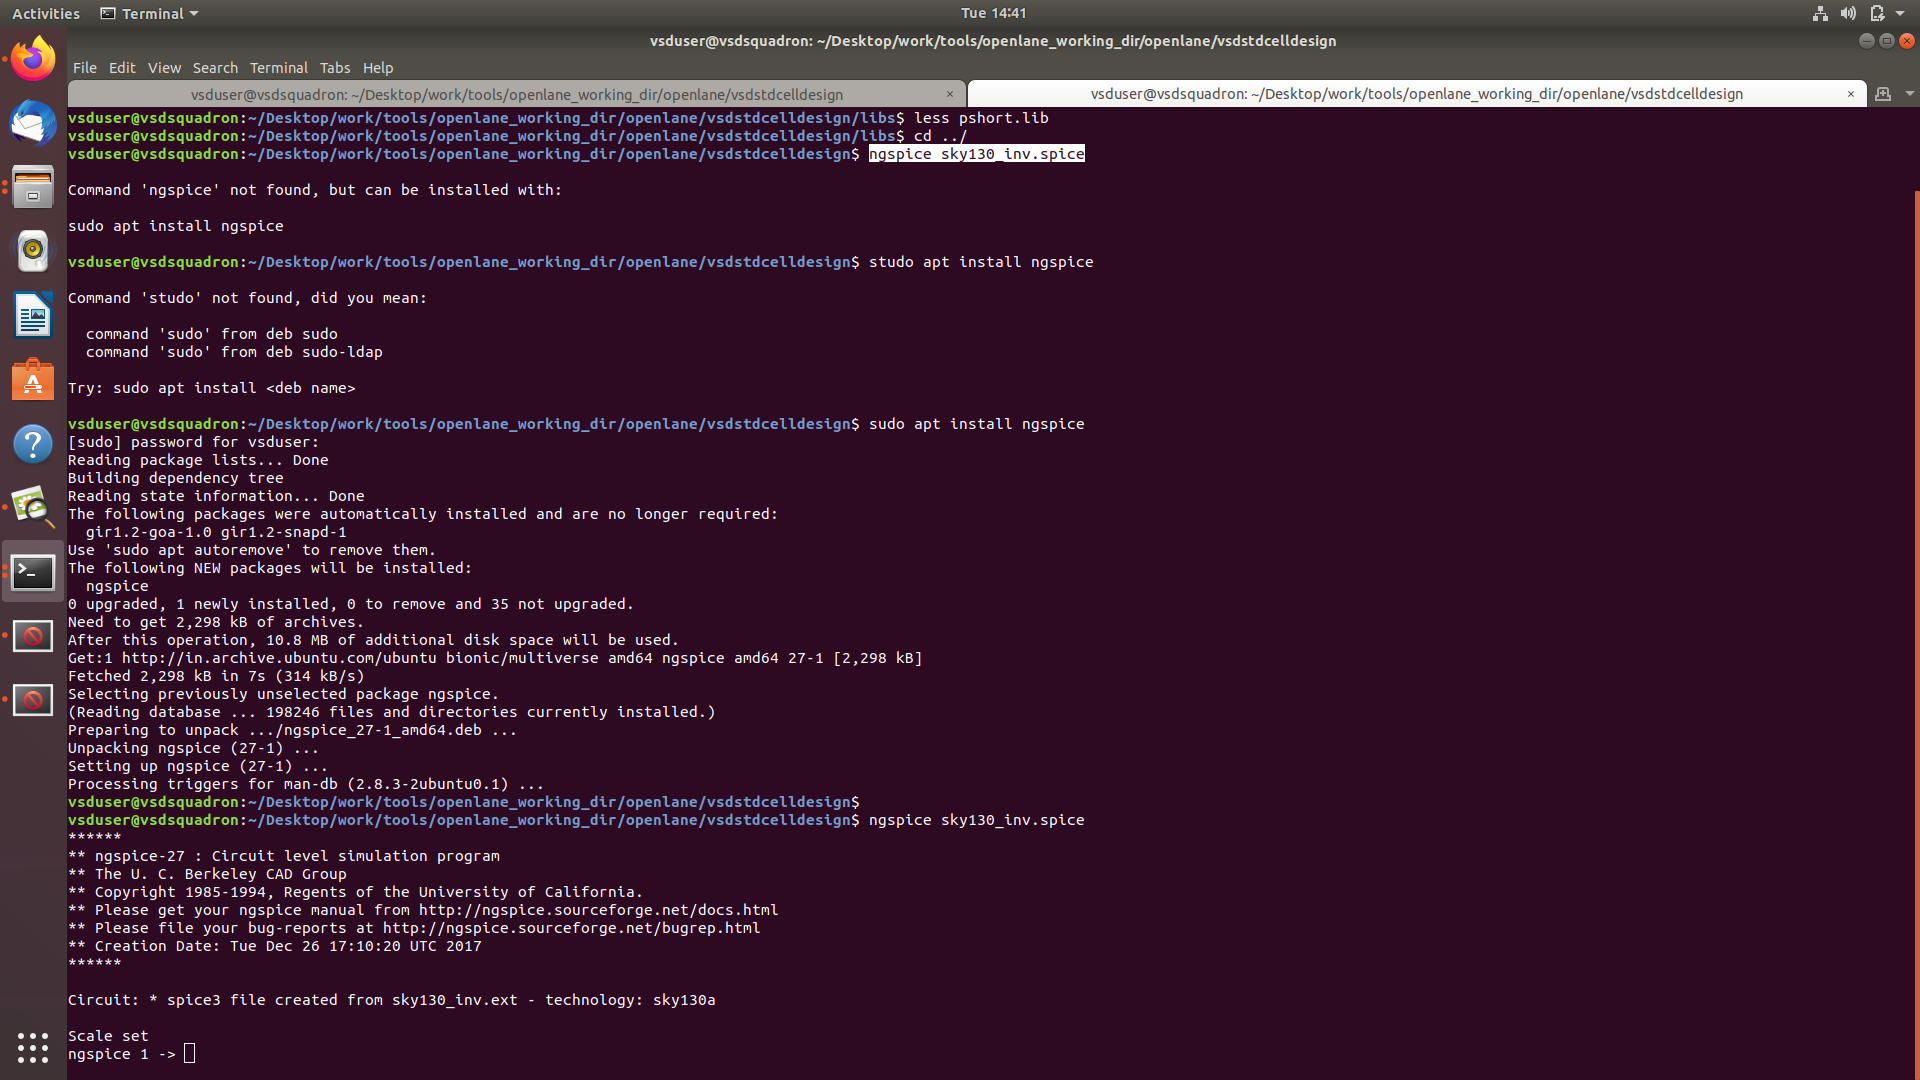 Activities Terminal Tue 14:41
vsduser@vsdsquadron: ~/Desktop/work/tools/openlane_working_dir/openlane/vsdstdcelldesign
File Edit View Search Terminal Tabs Help
vsduser@vsdsquadron: ~/Desktop/work/tools/openlane_working_dir/openlane/vsdstdcelldesign × vsduser@vsdsquadron: ~/Desktop/work/tools/openlane_working_dir/openlane/vsdstdcelldesign ×
vsduser@vsdsquadron:~/Desktop/work/tools/openlane_working_dir/openlane/vsdstdcelldesign/libs$ less pshort.lib
vsduser@vsdsquadron:~/Desktop/work/tools/openlane_working_dir/openlane/vsdstdcelldesign/libs$ cd ../
vsduser@vsdsquadron:~/Desktop/work/tools/openlane_working_dir/openlane/vsdstdcelldesign$ ngspice sky130_inv.spice
Command 'ngspice' not found, but can be installed with:
sudo apt install ngspice
vsduser@vsdsquadron:~/Desktop/work/tools/openlane_working_dir/openlane/vsdstdcelldesign$ studo apt install ngspice
Command 'studo' not found, did you mean:
command 'sudo' from deb sudo
command 'sudo' from deb sudo-ldap
Try: sudo apt install <deb name>
vsduser@vsdsquadron:~/Desktop/work/tools/openlane_working_dir/openlane/vsdstdcelldesign$ sudo apt install ngspice
[sudo] password for vsduser:
Reading package lists... Done
Building dependency tree
Reading state information... Done
The following packages were automatically installed and are no longer required:
gir1.2-goa-1.0 gir1.2-snapd-1
Use 'sudo apt autoremove' to remove them.
The following NEW packages will be installed:
ngspice
0 upgraded, 1 newly installed, 0 to remove and 35 not upgraded.
Need to get 2,298 kB of archives.
After this operation, 10.8 MB of additional disk space will be used.
Get:1 http://in.archive.ubuntu.com/ubuntu bionic/multiverse amd64 ngspice amd64 27-1 [2,298 kB]
Fetched 2,298 kB in 7s (314 kB/s)
Selecting previously unselected package ngspice.
(Reading database ... 198246 files and directories currently installed.)
Preparing to unpack .../ngspice_27-1_amd64.deb ...
Unpacking ngspice (27-1) ...
Setting up ngspice (27-1) ...
Processing triggers for man-db (2.8.3-2ubuntu0.1) ...
vsduser@vsdsquadron:~/Desktop/work/tools/openlane_working_dir/openlane/vsdstdcelldesign$
vsduser@vsdsquadron:~/Desktop/work/tools/openlane_working_dir/openlane/vsdstdcelldesign$ ngspice sky130_inv.spice
******
** ngspice-27 : Circuit level simulation program
** The U. C. Berkeley CAD Group
** Copyright 1985-1994, Regents of the University of California.
** Please get your ngspice manual from http://ngspice.sourceforge.net/docs.html
** Please file your bug-reports at http://ngspice.sourceforge.net/bugrep.html
** Creation Date: Tue Dec 26 17:10:20 UTC 2017
******
Circuit: * spice3 file created from sky130_inv.ext - technology: sky130a
Scale set
ngspice 1 ->